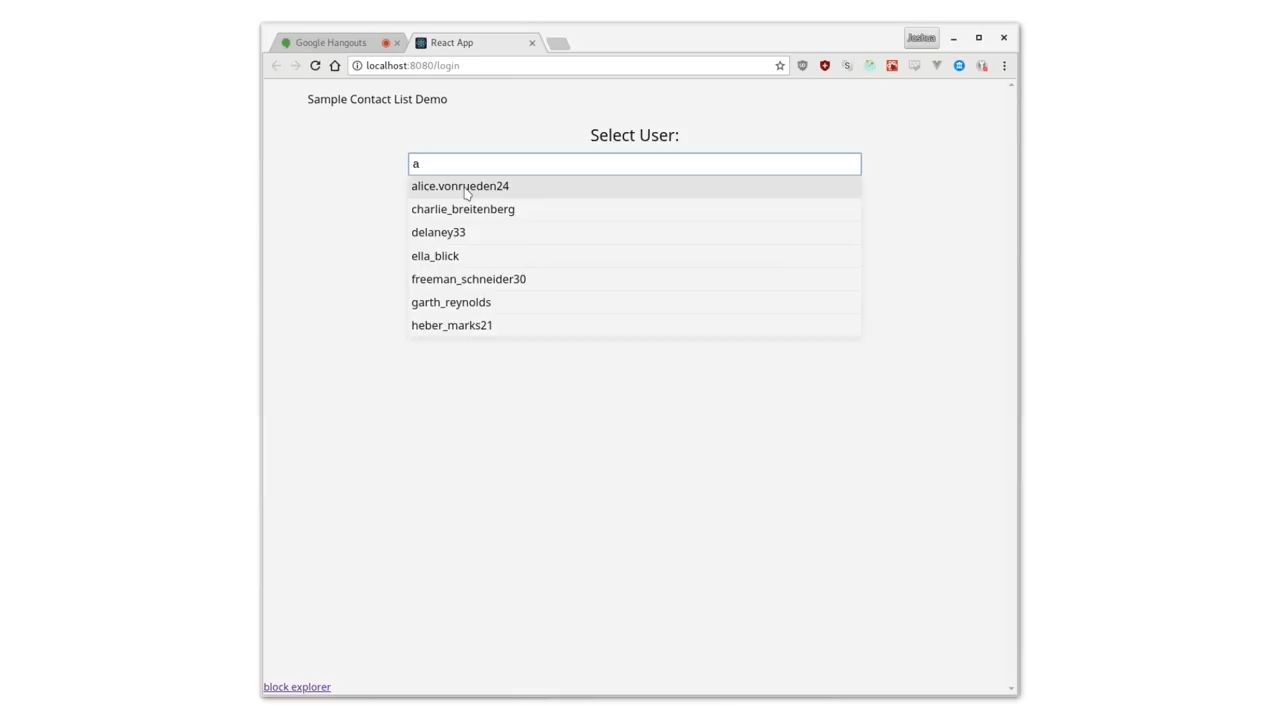 Google Hangouts
React App
Joshua
localhost:8080/login
Sample Contact List Demo
Select User:
a
alice.vonrueden24
charlie_breitenberg
delaney33
ella_blick
freeman_schneider30
garth_reynolds
heber_marks21
block explorer